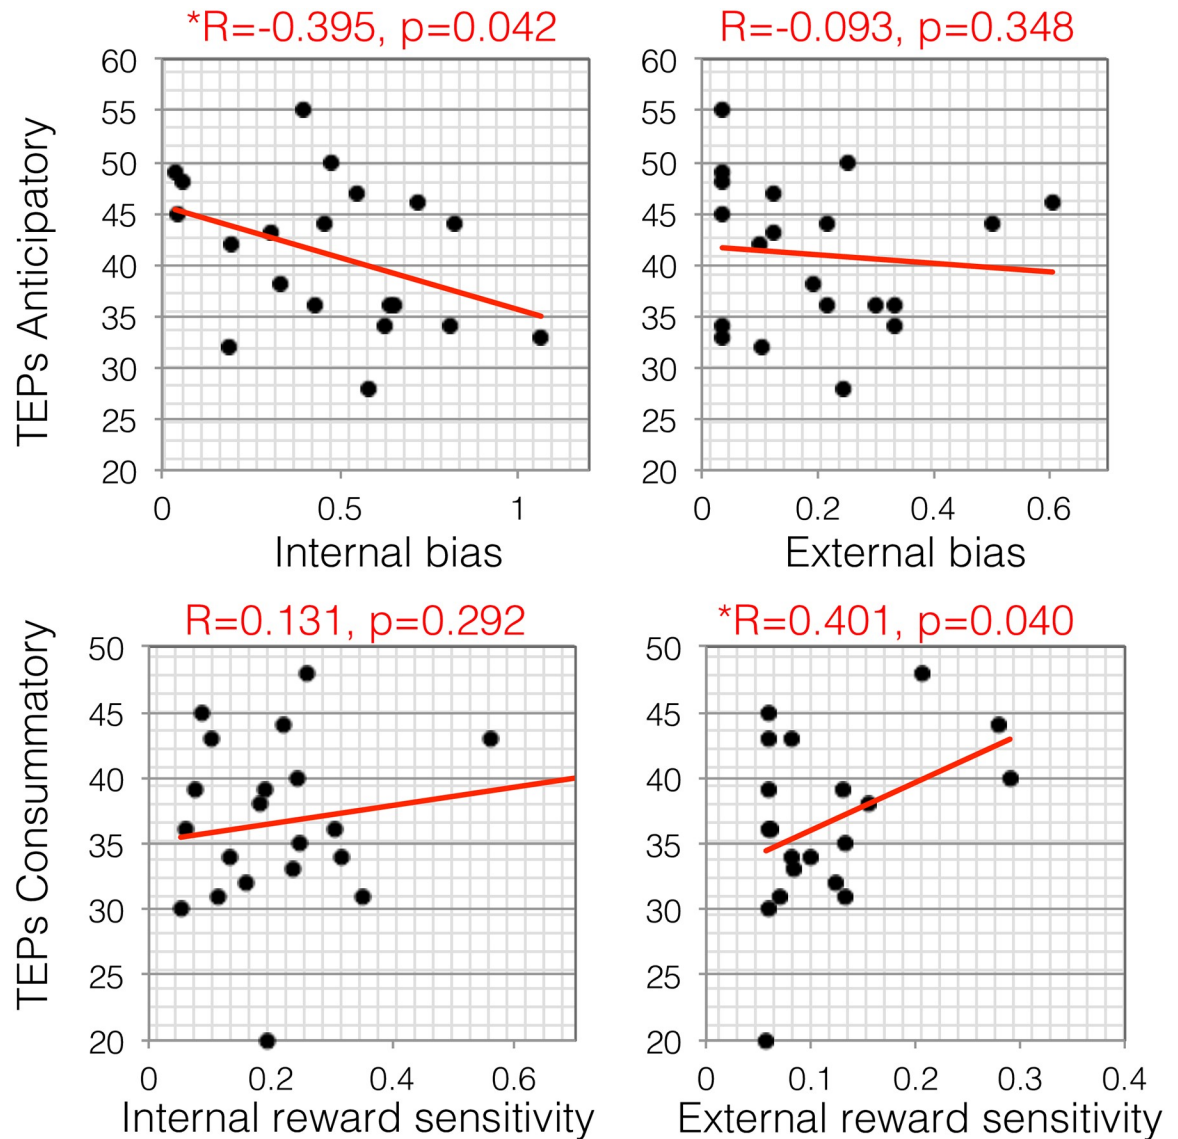 *R=-0.395, p=0.042
TEPs Anticipatory
60
55
50
45
40
35
30
25
20
0 0.5 1
Internal bias
R=-0.093, p=0.348
60
55
50
45
40
35
30
25
20
0 0.2 0.4 0.6
External bias
R=0.131, p=0.292
TEPs Consummatory
50
45
40
35
30
25
20
0 0.2 0.4 0.6
Internal reward sensitivity
*R=0.401, p=0.040
50
45
40
35
30
25
20
0 0.1 0.2 0.3 0.4
External reward sensitivity